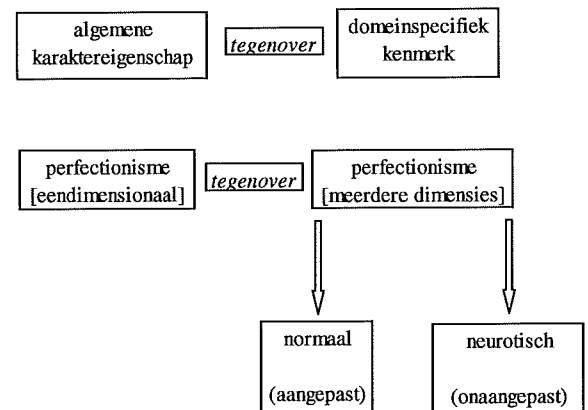 algemene
karaktereigenschap
tegenover
domeinspecifiek
kenmerk
perfectionisme
[eendimensionaal]
tegenover
perfectionisme
[meerdere dimensies]
normaal
(aangepast)
neurotisch
(onaangepast)